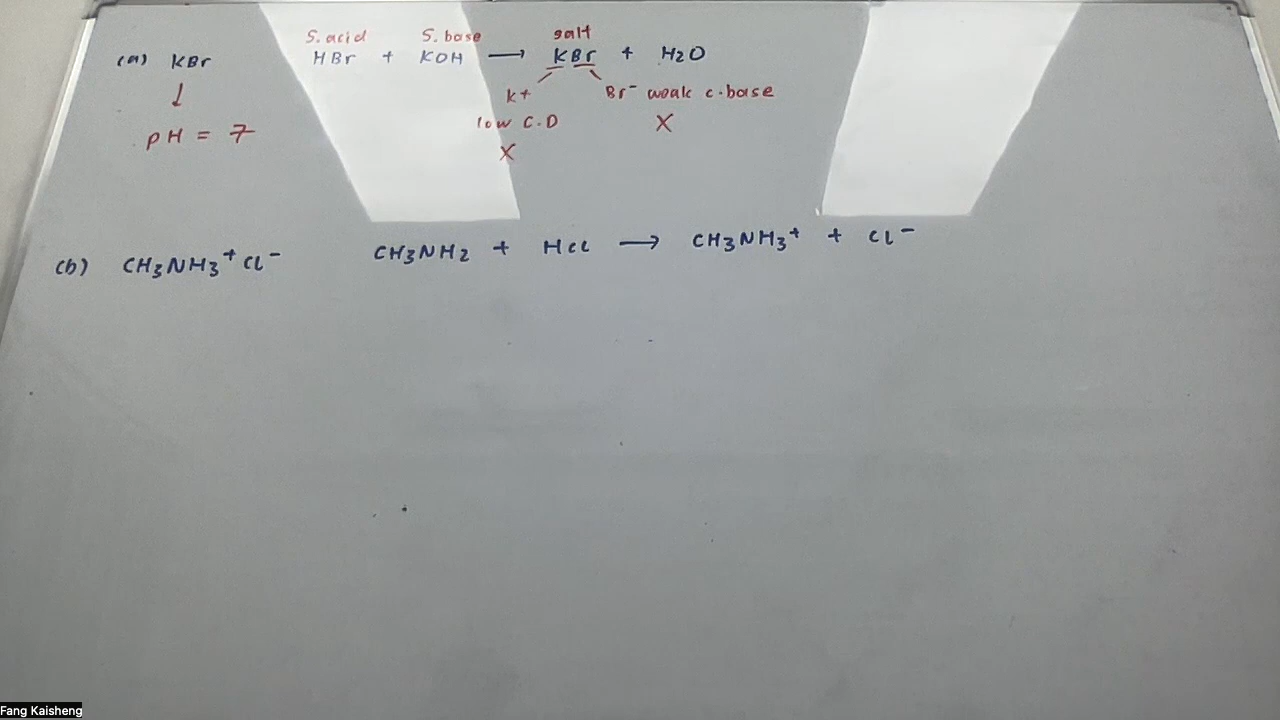 S. acid S. base salt
(a) KBr HBr + KOH → KBr + H2O
↓ K+ Br⁻ weak c.base
pH = 7 low C.D X
X
(b) CH3NH3⁺Cl⁻ CH3NH2 + HCl → CH3NH3⁺ + Cl⁻
Fang Kaisheng